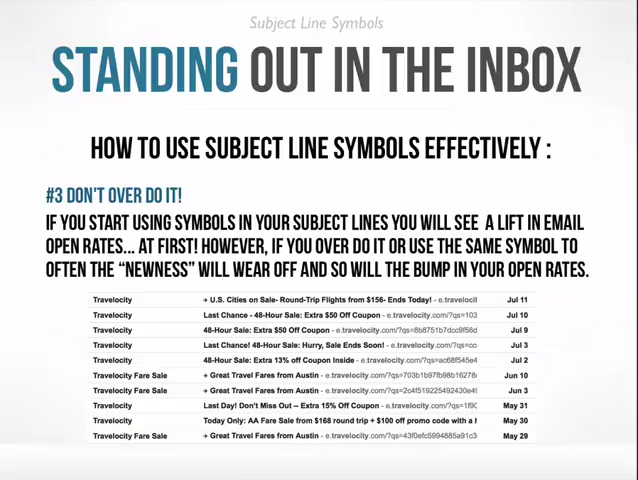 Subject Line Symbols
STANDING OUT IN THE INBOX
HOW TO USE SUBJECT LINE SYMBOLS EFFECTIVELY :
#3 DON'T OVER DO IT!
IF YOU START USING SYMBOLS IN YOUR SUBJECT LINES YOU WILL SEE A LIFT IN EMAIL
OPEN RATES... AT FIRST! HOWEVER, IF YOU OVER DO IT OR USE THE SAME SYMBOL TO
OFTEN THE “NEWNESS” WILL WEAR OFF AND SO WILL THE BUMP IN YOUR OPEN RATES.
Travelocity ✈ U.S. Cities on Sale- Round-Trip Flights from $156- Ends Today! - e.travelocit Jul 11
Travelocity Last Chance - 48-Hour Sale: Extra $50 Off Coupon - e.travelocity.com/?qs=103 Jul 10
Travelocity 48-Hour Sale: Extra $50 Off Coupon - e.travelocity.com/?qs=8b8751b7dcc9f56d Jul 9
Travelocity Last Chance! 48-Hour Sale: Hurry, Sale Ends Soon! - e.travelocity.com/?qs=cc Jul 3
Travelocity 48-Hour Sale: Extra 13% off Coupon Inside - e.travelocity.com/?qs=ac68f545e4 Jul 2
Travelocity Fare Sale ✈ Great Travel Fares from Austin - e.travelocity.com/?qs=703b1b97fb98b16278 Jun 10
Travelocity Fare Sale ✈ Great Travel Fares from Austin - e.travelocity.com/?qs=2c4f519225492430e4 Jun 3
Travelocity Last Day! Don't Miss Out -- Extra 15% Off Coupon - e.travelocity.com/?qs=1f9 May 31
Travelocity Today Only: AA Fare Sale from $168 round trip + $100 off promo code with a May 30
Travelocity Fare Sale ✈ Great Travel Fares from Austin - e.travelocity.com/?qs=43f0efc5994885a91c3 May 29